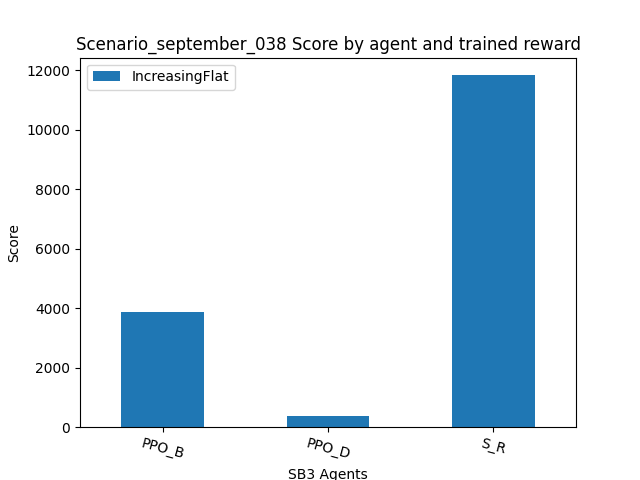 Scenario_september_038 Score by agent and trained reward
IncreasingFlat
12000
10000
8000
6000
4000
2000
0
Score
PPO_B
PPO_D
S_R
SB3 Agents